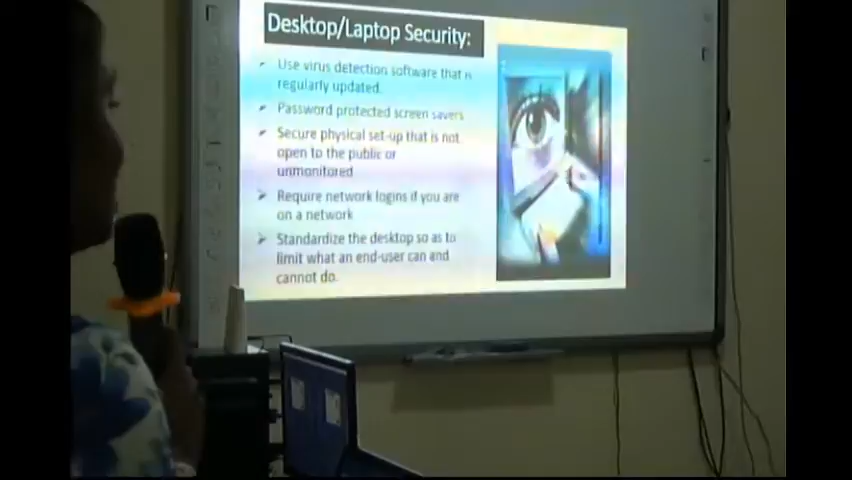 Desktop/Laptop Security:
Use virus detection software that is
regularly updated.
Password protected screen savers
Secure physical set-up that is not
open to the public or
unmonitored
Require network logins if you are
on a network
Standardize the desktop so as to
limit what an end-user can and
cannot do.